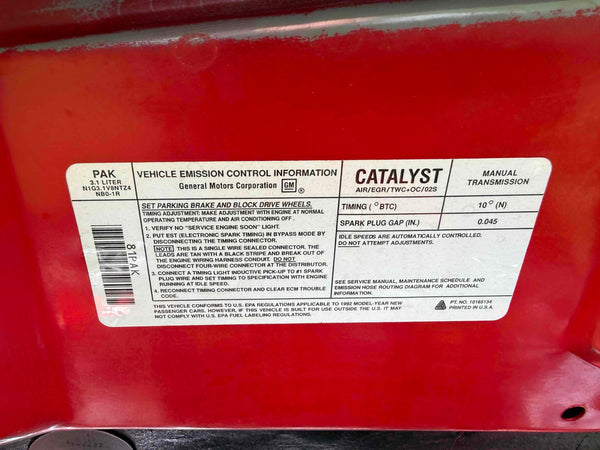 PAK
3.1 LITER
N1G3.1V8NTZ4
NB0-1R
81PAK
VEHICLE EMISSION CONTROL INFORMATION
General Motors Corporation GM
SET PARKING BRAKE AND BLOCK DRIVE WHEELS.
TIMING ADJUSTMENT: MAKE ADJUSTMENT WITH ENGINE AT NORMAL
OPERATING TEMPERATURE AND AIR CONDITIONING OFF.
1. VERIFY NO "SERVICE ENGINE SOON" LIGHT.
2. PUT EST (ELECTRONIC SPARK TIMING) IN BYPASS MODE BY
DISCONNECTING THE TIMING CONNECTOR.
NOTE THIS IS A SINGLE WIRE SEALED CONNECTOR. THE
LEADS ARE TAN WITH A BLACK STRIPE AND BREAK OUT OF
THE ENGINE WIRING HARNESS CONDUIT. DO NOT
DISCONNECT FOUR-WIRE CONNECTOR AT THE DISTRIBUTOR.
3. CONNECT A TIMING LIGHT INDUCTIVE PICK-UP TO #1 SPARK
PLUG WIRE AND SET TIMING TO SPECIFICATION WITH ENGINE
RUNNING AT IDLE SPEED.
4. RECONNECT TIMING CONNECTOR AND CLEAR ECM TROUBLE
CODE.
CATALYST
AIR/EGR/TWC+OC/02S
MANUAL
TRANSMISSION
TIMING (°BTC) 10° (N)
SPARK PLUG GAP (IN.) 0.045
IDLE SPEEDS ARE AUTOMATICALLY CONTROLLED.
DO NOT ATTEMPT ADJUSTMENTS.
SEE SERVICE MANUAL, MAINTENANCE SCHEDULE AND
EMISSION HOSE ROUTING DIAGRAM FOR ADDITIONAL
INFORMATION.
THIS VEHICLE CONFORMS TO U.S. EPA REGULATIONS APPLICABLE TO 1992 MODEL-YEAR NEW
PASSENGER CARS. HOWEVER, IF THIS VEHICLE IS BUILT FOR USE OUTSIDE THE U.S. IT MAY
NOT COMPLY WITH U.S. EPA FUEL LABELING REGULATIONS.
PT. NO. 10165134
PRINTED IN U.S.A.